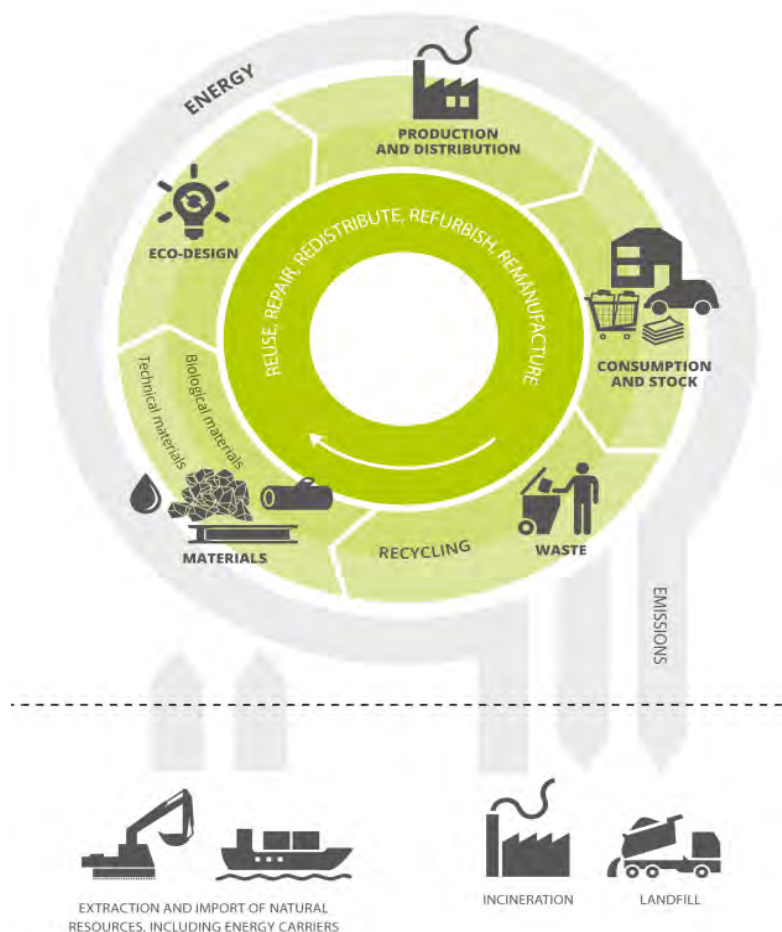 ENERGY
PRODUCTION
AND DISTRIBUTION
ECO-DESIGN
REUSE, REPAIR, REDISTRIBUTE, REFURBISH, REMANUFACTURE
CONSUMPTION
AND STOCK
Technical materials
Biological materials
MATERIALS
RECYCLING
WASTE
EMISSIONS
EXTRACTION AND IMPORT OF NATURAL
RESOURCES, INCLUDING ENERGY CARRIERS
INCINERATION
LANDFILL